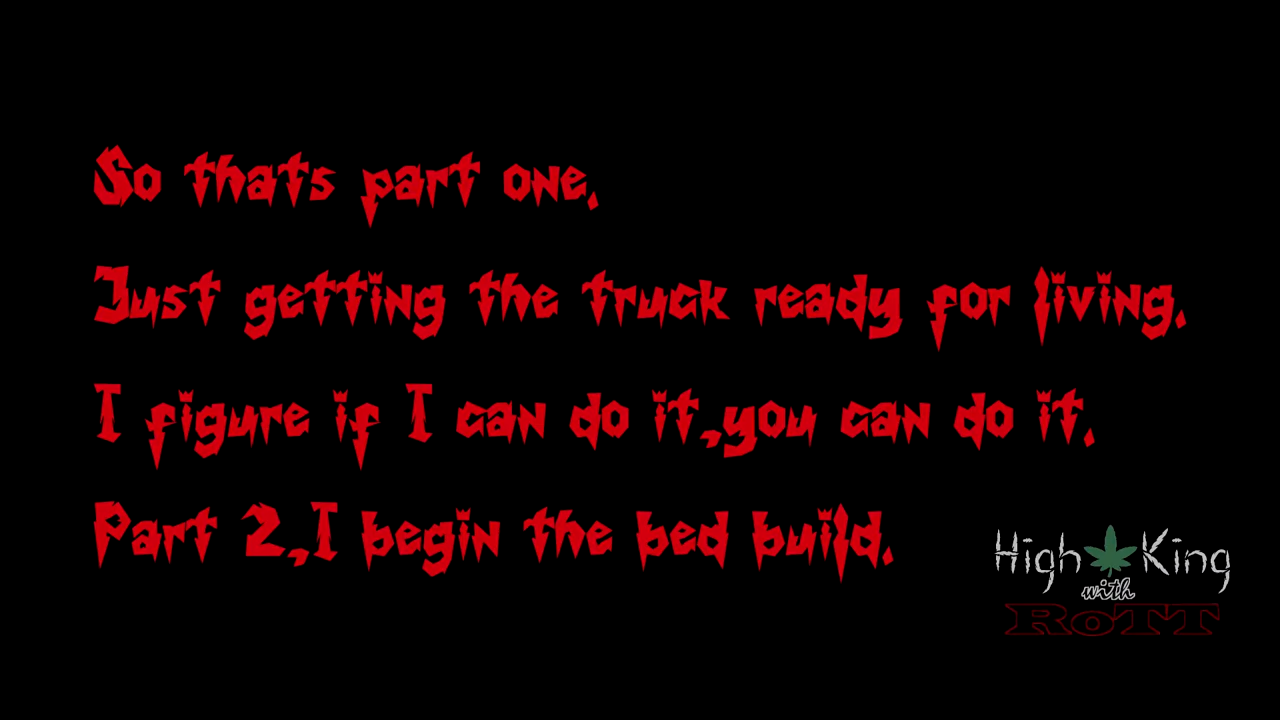 So thats part one.
Just getting the truck ready for living.
I figure if I can do it,you can do it.
Part 2,I begin the bed build.
High King
with
RoTT